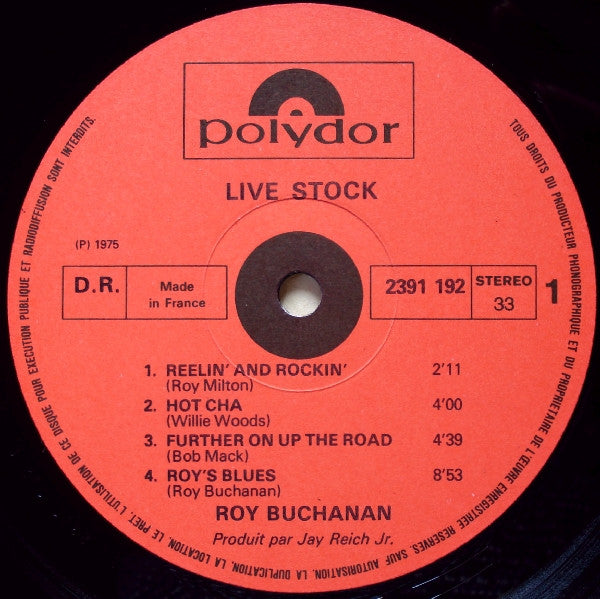 polydor
LIVE STOCK
(P) 1975
D.R.
Made
in France
2391 192
STEREO
33
1
1. REELIN' AND ROCKIN' 2'11
(Roy Milton)
2. HOT CHA 4'00
(Willie Woods)
3. FURTHER ON UP THE ROAD 4'39
(Bob Mack)
4. ROY'S BLUES 8'53
(Roy Buchanan)
ROY BUCHANAN
Produit par Jay Reich Jr.
TOUS DROITS DU PRODUCTEUR PHONOGRAPHIQUE ET DU PROPRIETAIRE DE L'ŒUVRE ENREGISTREE RESERVES. SAUF AUTORISATION, LA DUPLICATION, LA LOCATION, LE PRET, L'UTILISATION DE CE DISQUE POUR EXECUTION PUBLIQUE ET RADIODIFFUSION SONT INTERDITS.